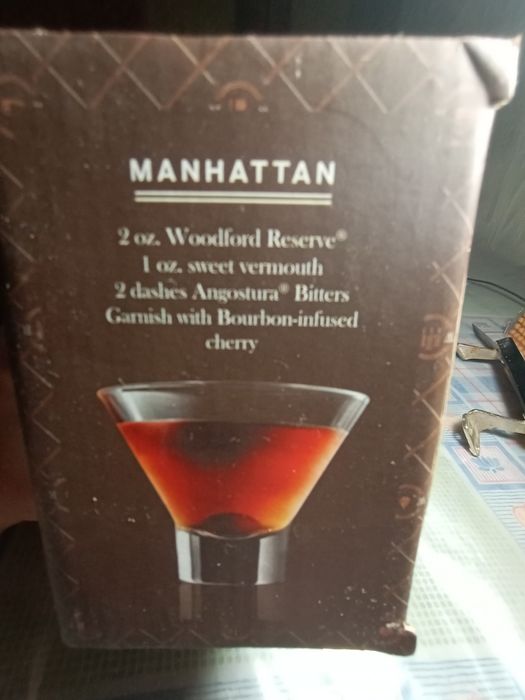 MANHATTAN
2 oz. Woodford Reserve®
1 oz. sweet vermouth
2 dashes Angostura® Bitters
Garnish with Bourbon-infused
cherry